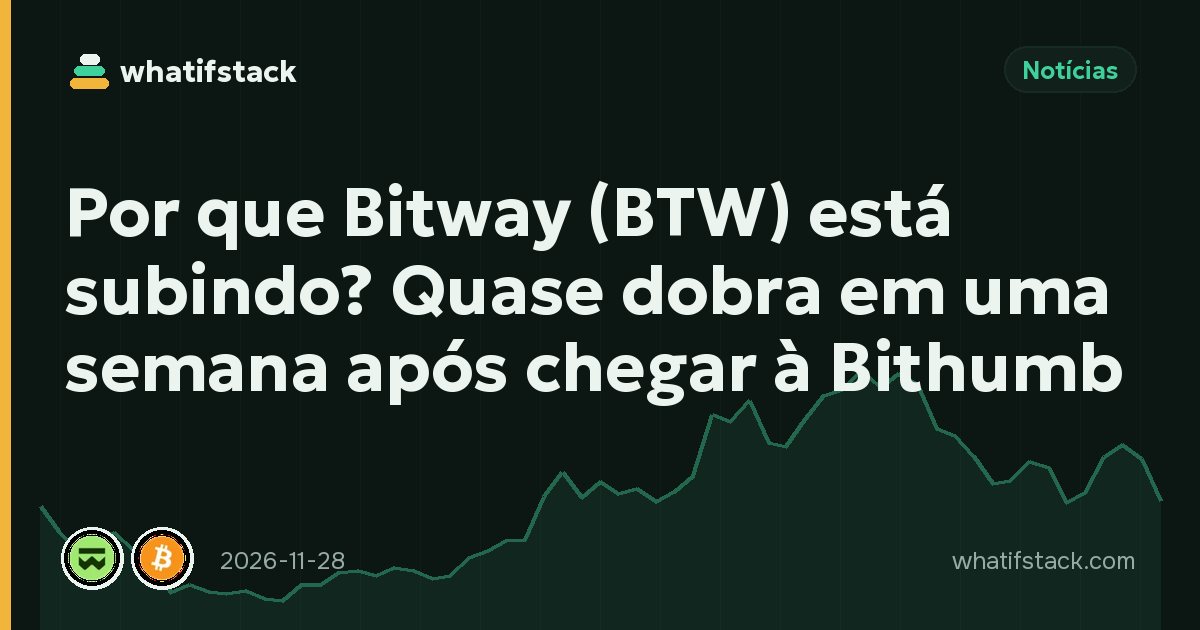 whatifstack
Notícias
Por que Bitway (BTW) está
subindo? Quase dobra em uma
semana após chegar à Bithumb
2026-11-28
whatifstack.com